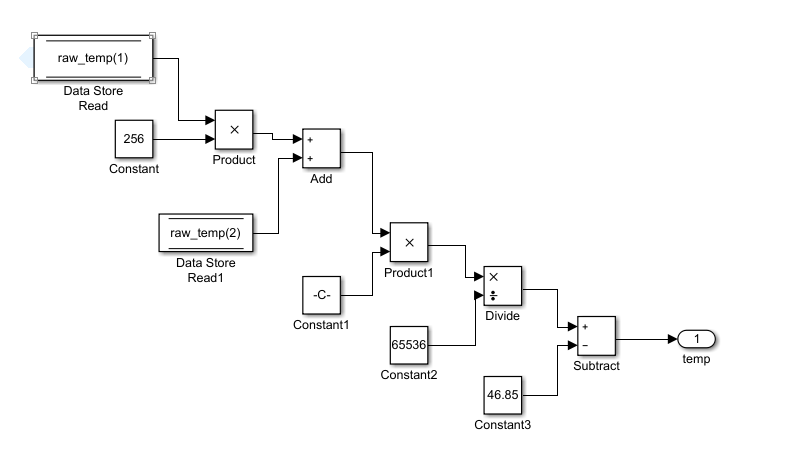 raw_temp(1)
Data Store
Read
256
Constant
×
Product
+
+
Add
raw_temp(2)
Data Store
Read1
×
Product1
-C-
Constant1
×
÷
Divide
65536
Constant2
+
−
Subtract
1
temp
46.85
Constant3